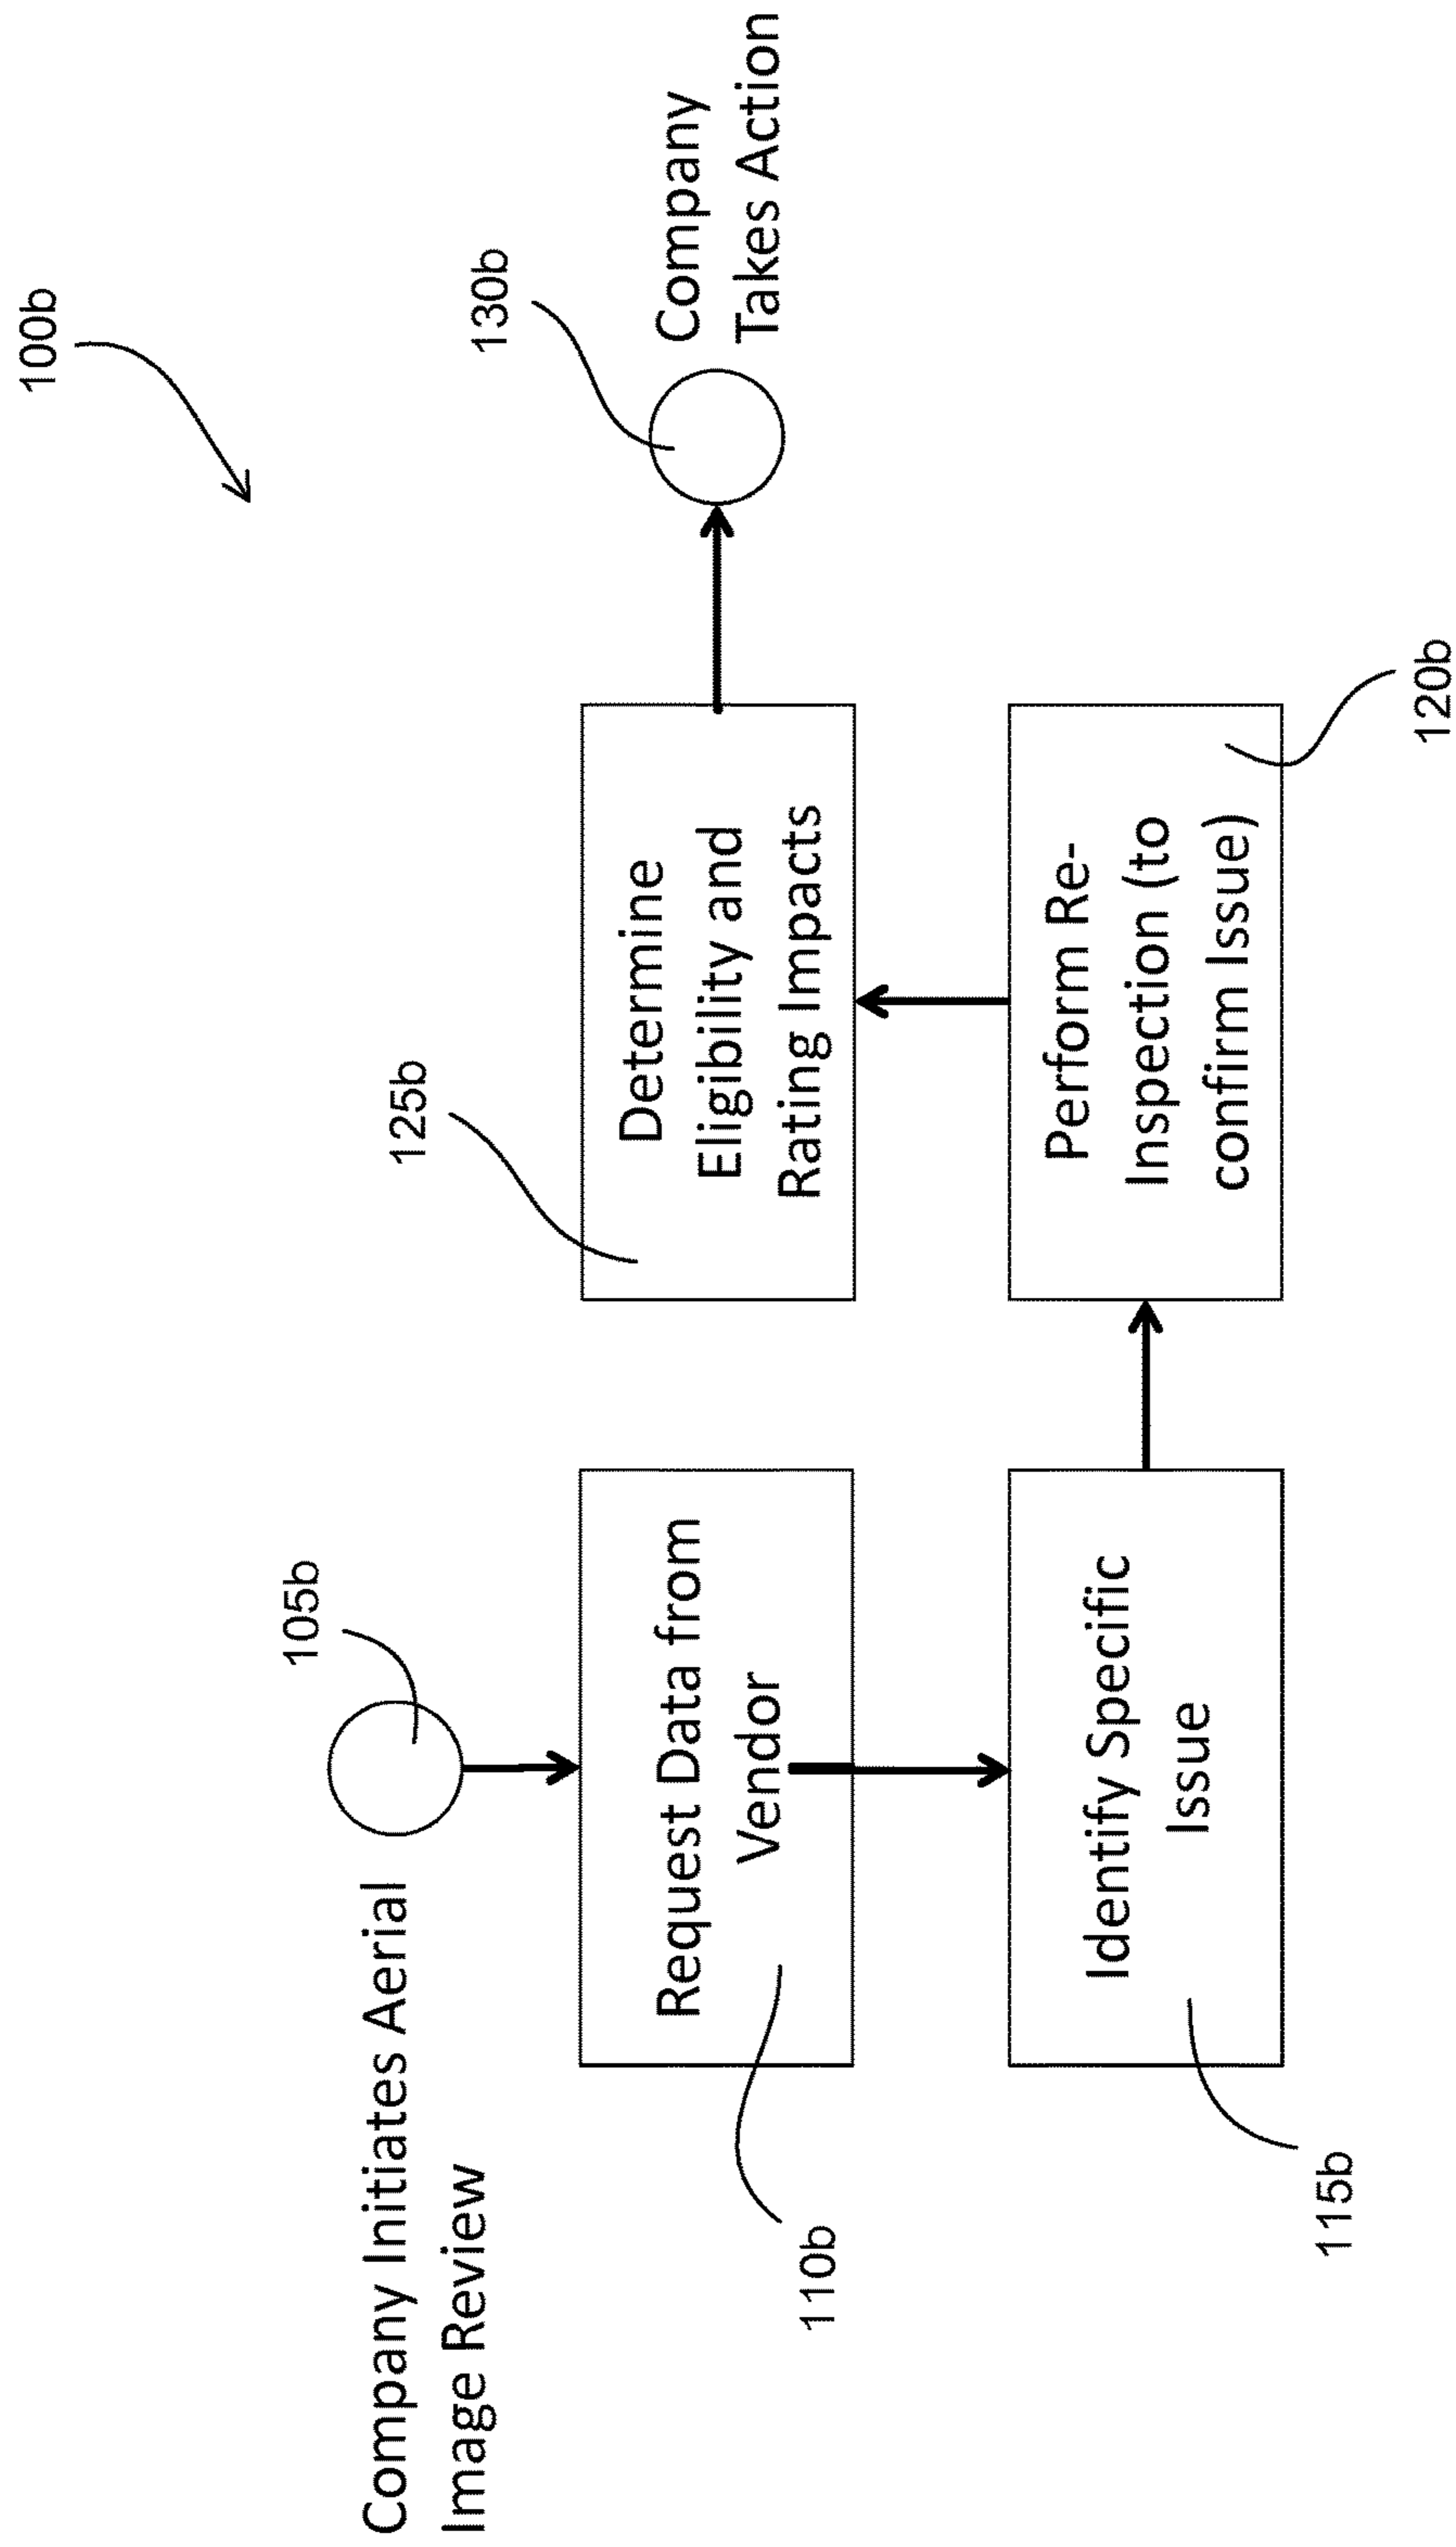 100b
105b
Company Initiates Aerial
Image Review
Request Data from
Vendor
110b
Identify Specific
Issue
115b
Perform Re-
Inspection (to
confirm Issue)
120b
125b
Determine
Eligibility and
Rating Impacts
130b
Company
Takes Action